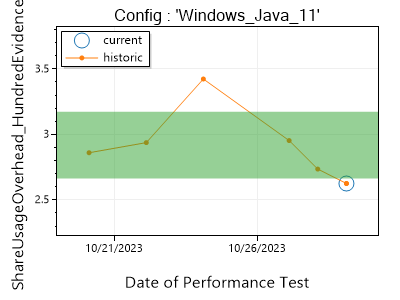 Config : 'Windows_Java_11'
current
historic
ShareUsageOverhead_HundredEvidence
3.5
3
2.5
10/21/2023
10/26/2023
Date of Performance Test